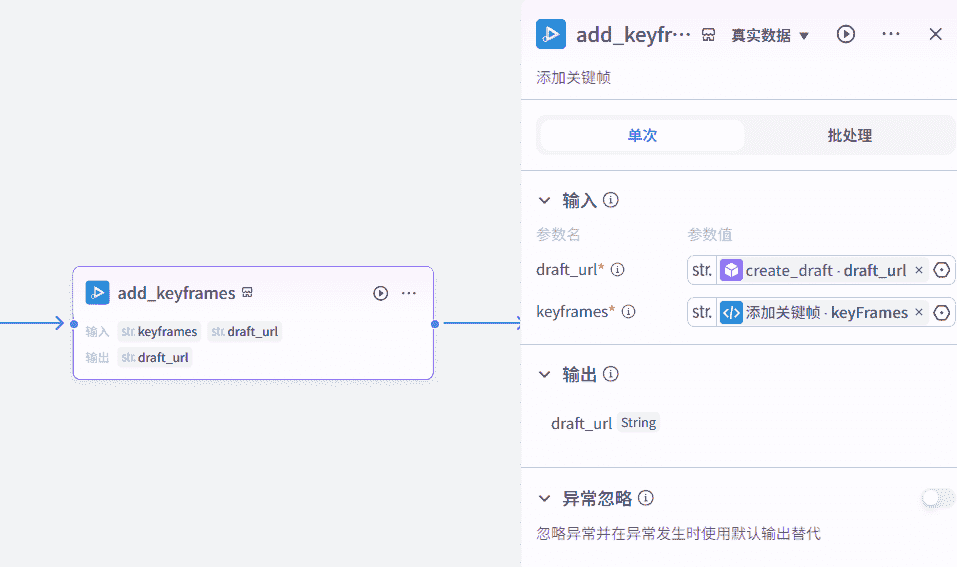 add_keyfr··· 真实数据
添加关键帧
单次 批处理
输入
参数名 参数值
draft_url* str. create_draft · draft_url ×
keyframes* str. 添加关键帧 · keyFrames ×
输出
draft_url String
异常忽略
忽略异常并在异常发生时使用默认输出替代
add_keyframes
输入 str. keyframes str. draft_url
输出 str. draft_url